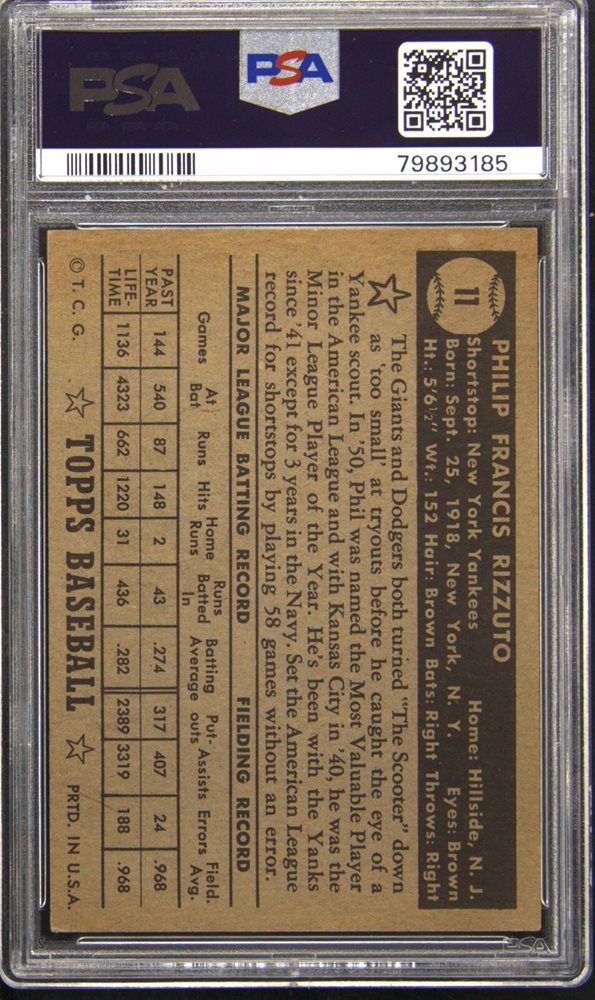 PSA
PSA PSA PSA
PSA
79893185
11
PHILIP FRANCIS RIZZUTO
Shortstop: New York Yankees Home: Hillside, N. J.
Born: Sept. 25, 1918, New York, N. Y. Eyes: Brown
Ht.: 5'6½" Wt.: 152 Hair: Brown Bats: Right Throws: Right
The Giants and Dodgers both turned "The Scooter" down
as 'too small' at tryouts before he caught the eye of a
Yankee scout. In '50, Phil was named the Most Valuable Player
in the American League and with Kansas City in '40, he was the
Minor League Player of the Year. He's been with the Yanks
since '41 except for 3 years in the Navy. Set the American League
record for shortstops by playing 58 games without an error.
MAJOR LEAGUE BATTING RECORD FIELDING RECORD
Games At Bat Runs Hits Home Runs Runs Batted In Batting Average Put-outs Assists Errors Field. Avg.
PAST YEAR 144 540 87 148 2 43 .274 317 407 24 .968
LIFE-TIME 1136 4323 662 1220 31 436 .282 2389 3319 188 .968
© T. C. G. TOPPS BASEBALL PRTD. IN U.S.A.
PSA